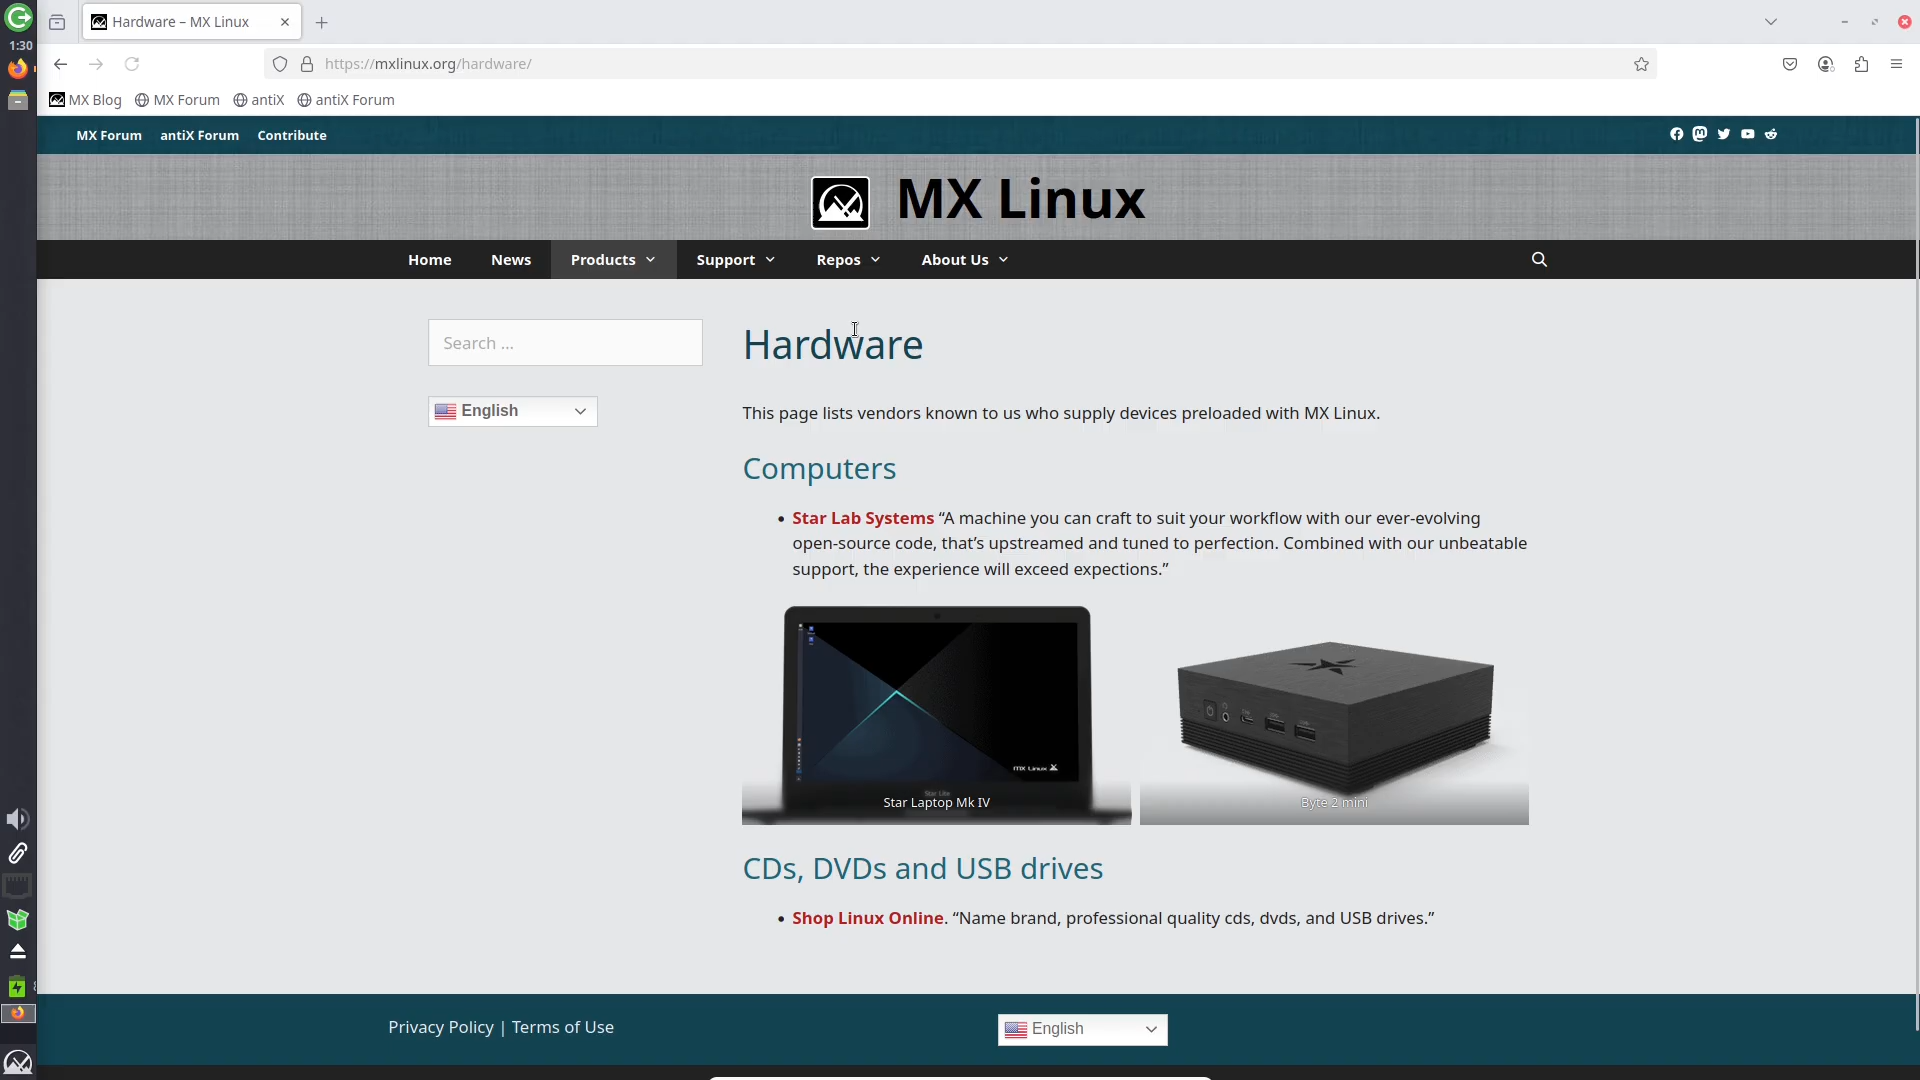 Hardware – MX Linux
1:30
https://mxlinux.org/hardware/
MX Blog MX Forum antiX antiX Forum
MX Forum antiX Forum Contribute
MX Linux
Home News Products Support Repos About Us
Search ...
English
Hardware
This page lists vendors known to us who supply devices preloaded with MX Linux.
Computers
Star Lab Systems “A machine you can craft to suit your workflow with our ever-evolving
open-source code, that’s upstreamed and tuned to perfection. Combined with our unbeatable
support, the experience will exceed expections.”
MX Linux
Star Lite
Star Laptop Mk IV
Byte 2 mini
CDs, DVDs and USB drives
Shop Linux Online. “Name brand, professional quality cds, dvds, and USB drives.”
Privacy Policy | Terms of Use
English